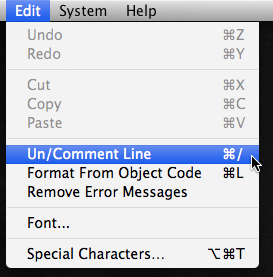 Edit System Help
Undo ⌘Z
Redo ⌘Y
Cut ⌘X
Copy ⌘C
Paste ⌘V
Un/Comment Line ⌘/
Format From Object Code ⌘L
Remove Error Messages
Font...
Special Characters... ⌥⌘T